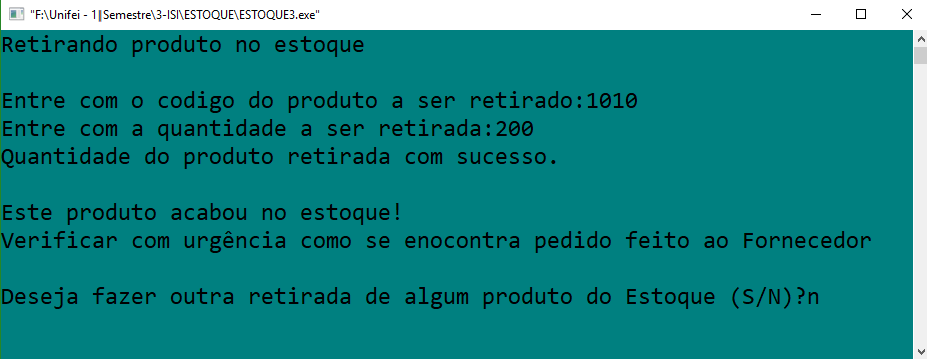 "F:\Unifei - 1‖Semestre\3-ISI\ESTOQUE\ESTOQUE3.exe"
Retirando produto no estoque
Entre com o codigo do produto a ser retirado:1010
Entre com a quantidade a ser retirada:200
Quantidade do produto retirada com sucesso.
Este produto acabou no estoque!
Verificar com urgência como se enocontra pedido feito ao Fornecedor
Deseja fazer outra retirada de algum produto do Estoque (S/N)?n